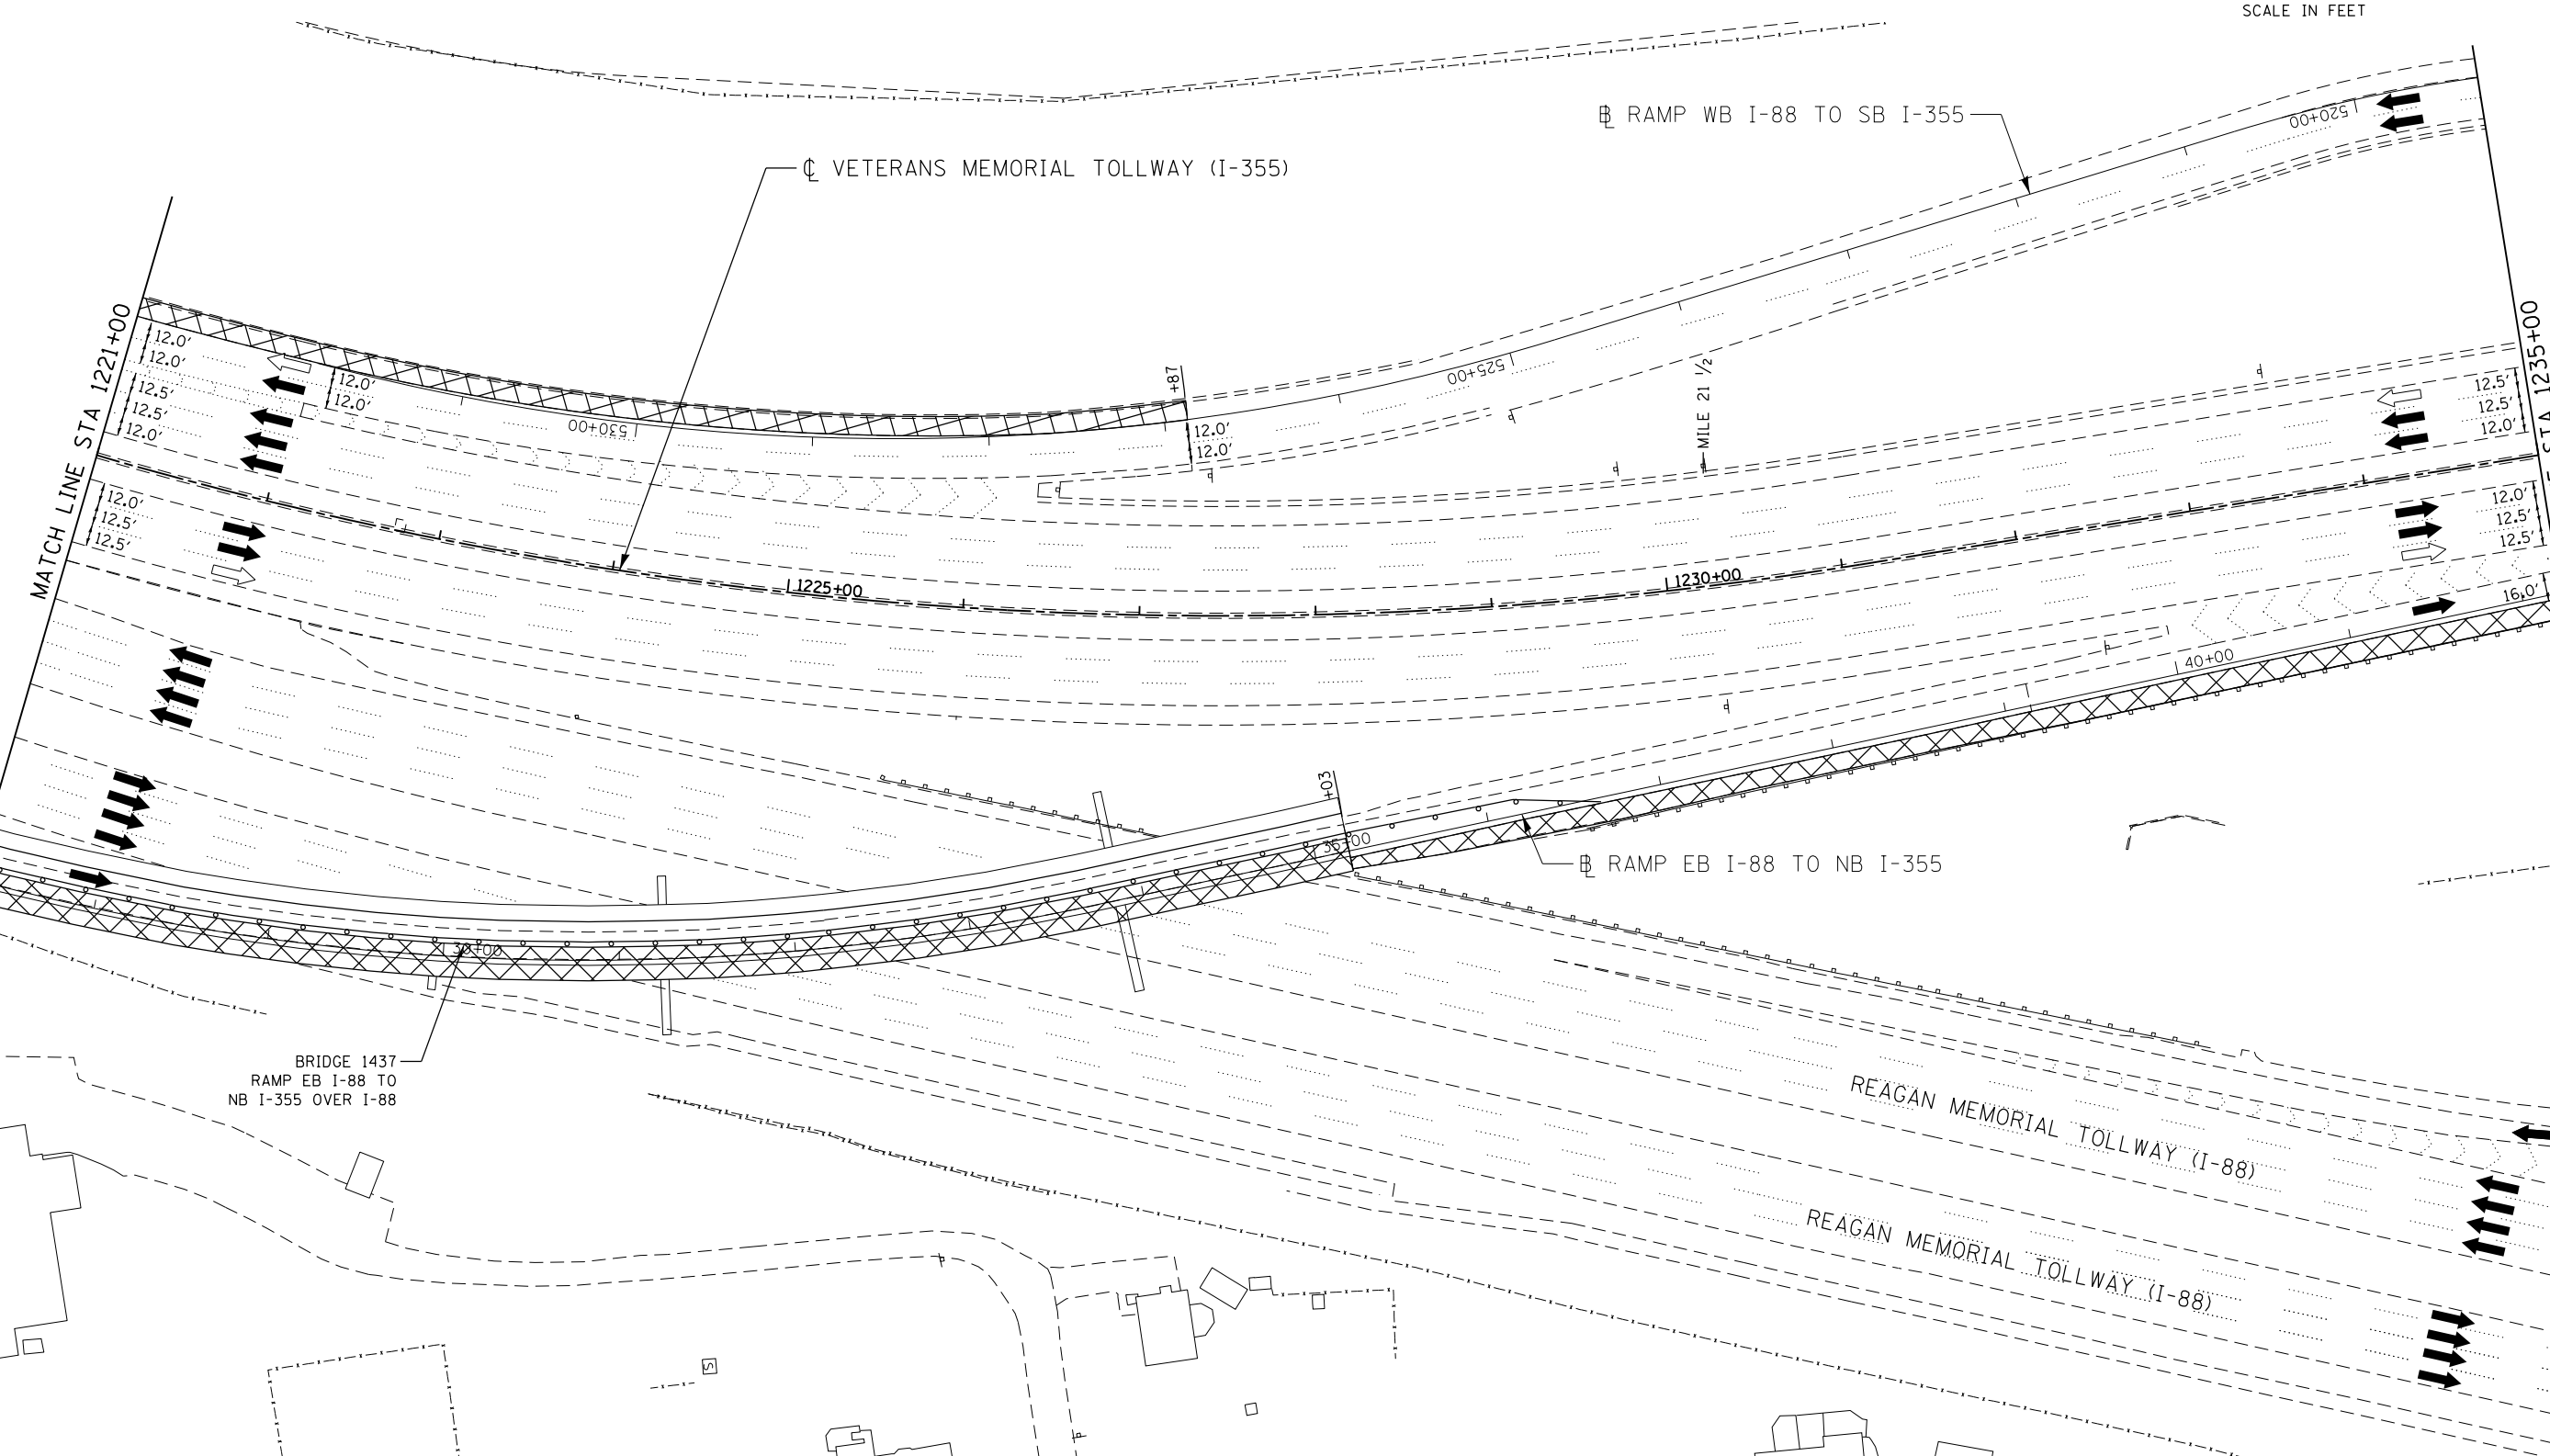 SCALE IN FEET
℄ VETERANS MEMORIAL TOLLWAY (I-355)
BL RAMP WB I-88 TO SB I-355
520+00
MATCH LINE STA 1221+00
12.0'
12.0'
12.5'
12.5'
12.0'
12.0'
12.0'
530+00
+87
12.0'
12.0'
525+00
MILE 21 ½
12.5'
12.5'
12.0'
STA 1235+00
12.0'
12.5'
12.5'
12.0'
12.5'
12.5'
16.0'
1225+00
1230+00
40+00
+03
35+00
BL RAMP EB I-88 TO NB I-355
30+00
BRIDGE 1437
RAMP EB I-88 TO
NB I-355 OVER I-88
REAGAN MEMORIAL TOLLWAY (I-88)
REAGAN MEMORIAL TOLLWAY (I-88)
S